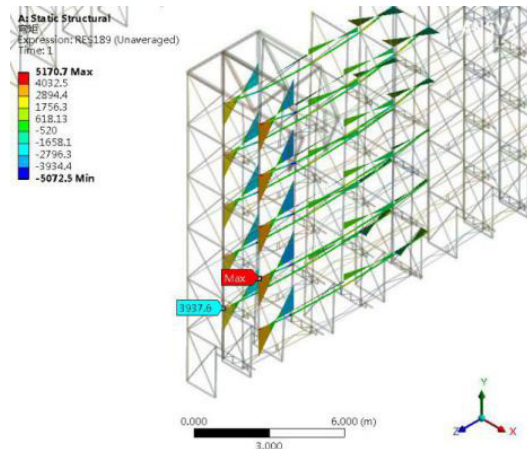 A: Static Structural
弯矩
Expression: RES189 (Unaveraged)
Time: 1
5170.7 Max
4032.5
2894.4
1756.3
618.13
-520
-1658.1
-2796.3
-3934.4
-5072.5 Min
Max
3937.6
0.000
6.000 (m)
3.000
Y
Z
X